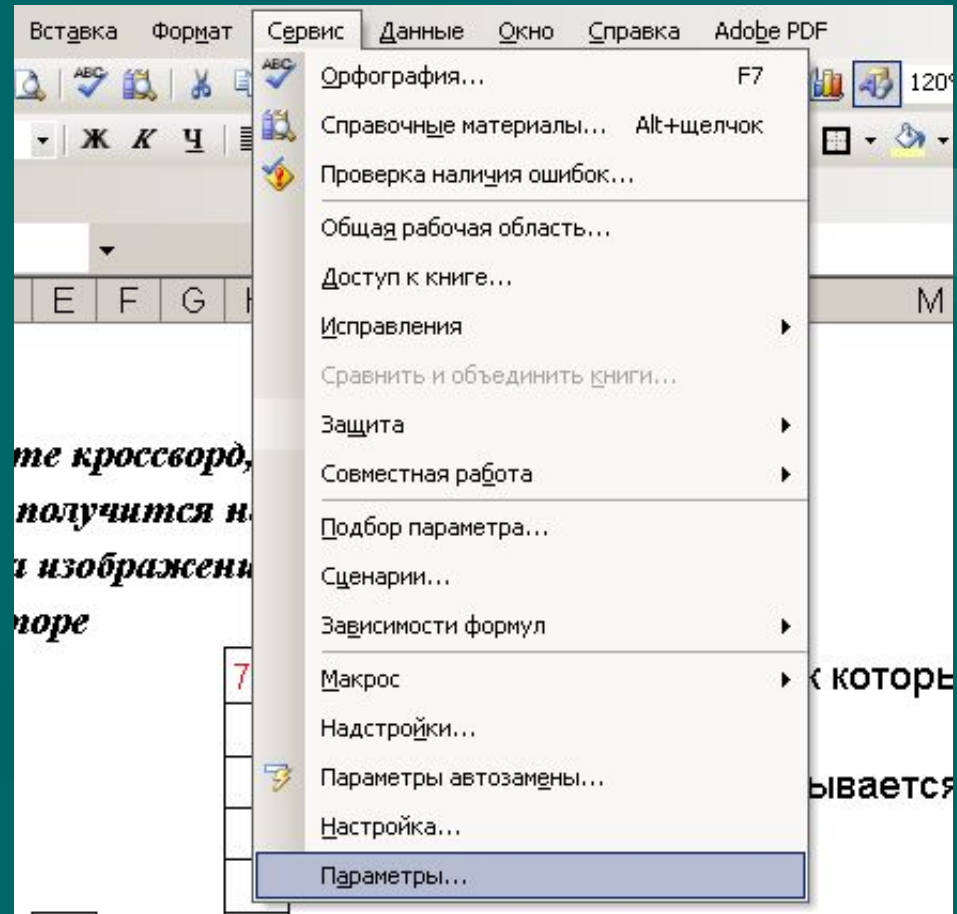 Вставка Формат Сервис Данные Окно Справка Adobe PDF
ABC ABC Орфография... F7 120%
Ж К Ч Справочные материалы... Alt+щелчок
Проверка наличия ошибок...
Общая рабочая область...
Доступ к книге...
E F G H M
Исправления
Сравнить и объединить книги...
Защита
те кроссворд,
Совместная работа
получится н
Подбор параметра...
изображени
Сценарии...
торе
Зависимости формул
7 Макрос к которы
Надстройки...
Параметры автозамены...
ывается
Настройка...
Параметры...